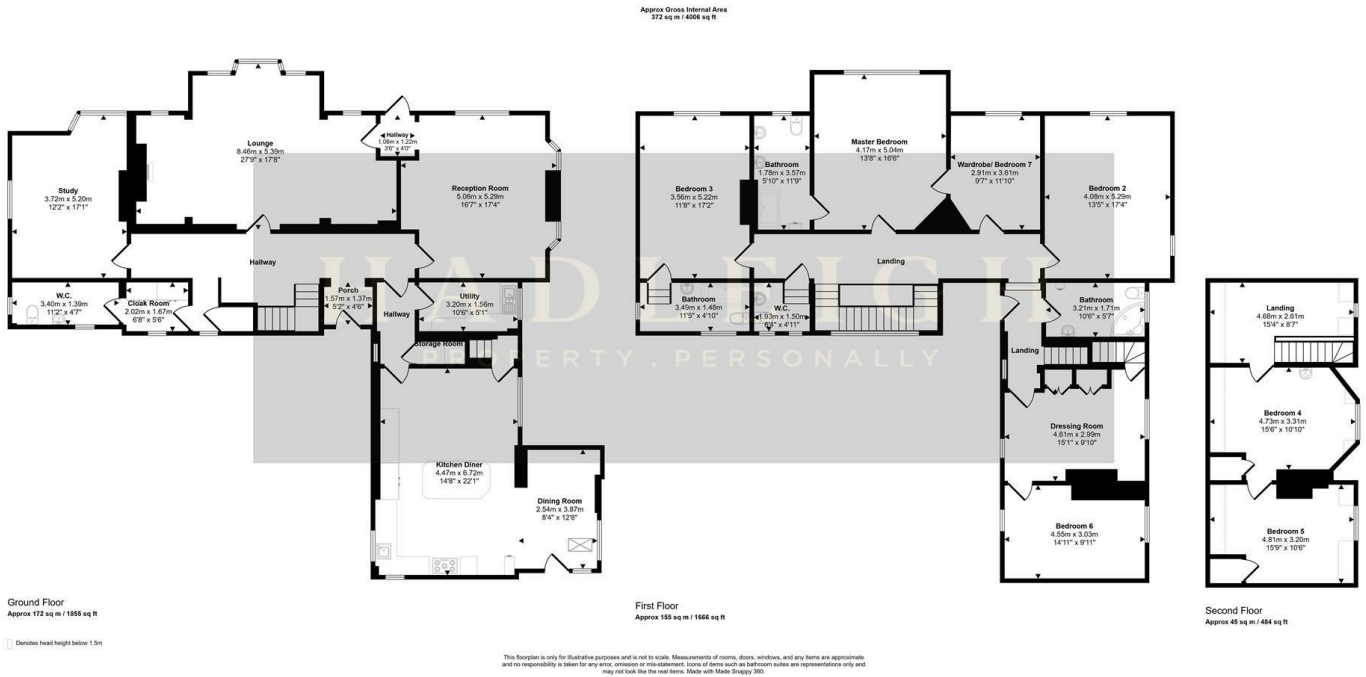 Approx Gross Internal Area
372 sq m / 4006 sq ft
Lounge
8.46m x 5.39m
27'9" x 17'8"
Hallway
1.06m x 1.22m
3'6" x 4'0"
Study
3.72m x 5.20m
12'2" x 17'1"
Reception Room
5.06m x 5.29m
16'7" x 17'4"
Hallway
W.C.
3.40m x 1.39m
11'2" x 4'7"
Cloak Room
2.02m x 1.67m
6'8" x 5'6"
Porch
1.57m x 1.37m
5'2" x 4'6"
Hallway
Utility
3.20m x 1.56m
10'6" x 5'1"
Storage Room
Kitchen Diner
4.47m x 6.72m
14'8" x 22'1"
Dining Room
2.54m x 3.87m
8'4" x 12'8"
Ground Floor
Approx 172 sq m / 1855 sq ft
Denotes head height below 1.5m
Bedroom 3
3.56m x 5.22m
11'8" x 17'2"
Bathroom
1.78m x 3.57m
5'10" x 11'9"
Master Bedroom
4.17m x 5.04m
13'8" x 16'6"
Wardrobe/ Bedroom 7
2.91m x 3.61m
9'7" x 11'10"
Bedroom 2
4.08m x 5.29m
13'5" x 17'4"
Landing
Bathroom
3.49m x 1.48m
11'5" x 4'10"
W.C.
1.93m x 1.50m
6'4" x 4'11"
Bathroom
3.21m x 1.71m
10'6" x 5'7"
Landing
Dressing Room
4.61m x 2.99m
15'1" x 9'10"
Bedroom 6
4.55m x 3.03m
14'11" x 9'11"
First Floor
Approx 155 sq m / 1666 sq ft
Landing
4.68m x 2.61m
15'4" x 8'7"
Bedroom 4
4.73m x 3.31m
15'6" x 10'10"
Bedroom 5
4.81m x 3.20m
15'9" x 10'6"
Second Floor
Approx 45 sq m / 484 sq ft
HADLEIGH
PROPERTY. PERSONALLY
This floorplan is only for illustrative purposes and is not to scale. Measurements of rooms, doors, windows, and any items are approximate
and no responsibility is taken for any error, omission or mis-statement. Icons of items such as bathroom suites are representations only and
may not look like the real items. Made with Made Snappy 360.